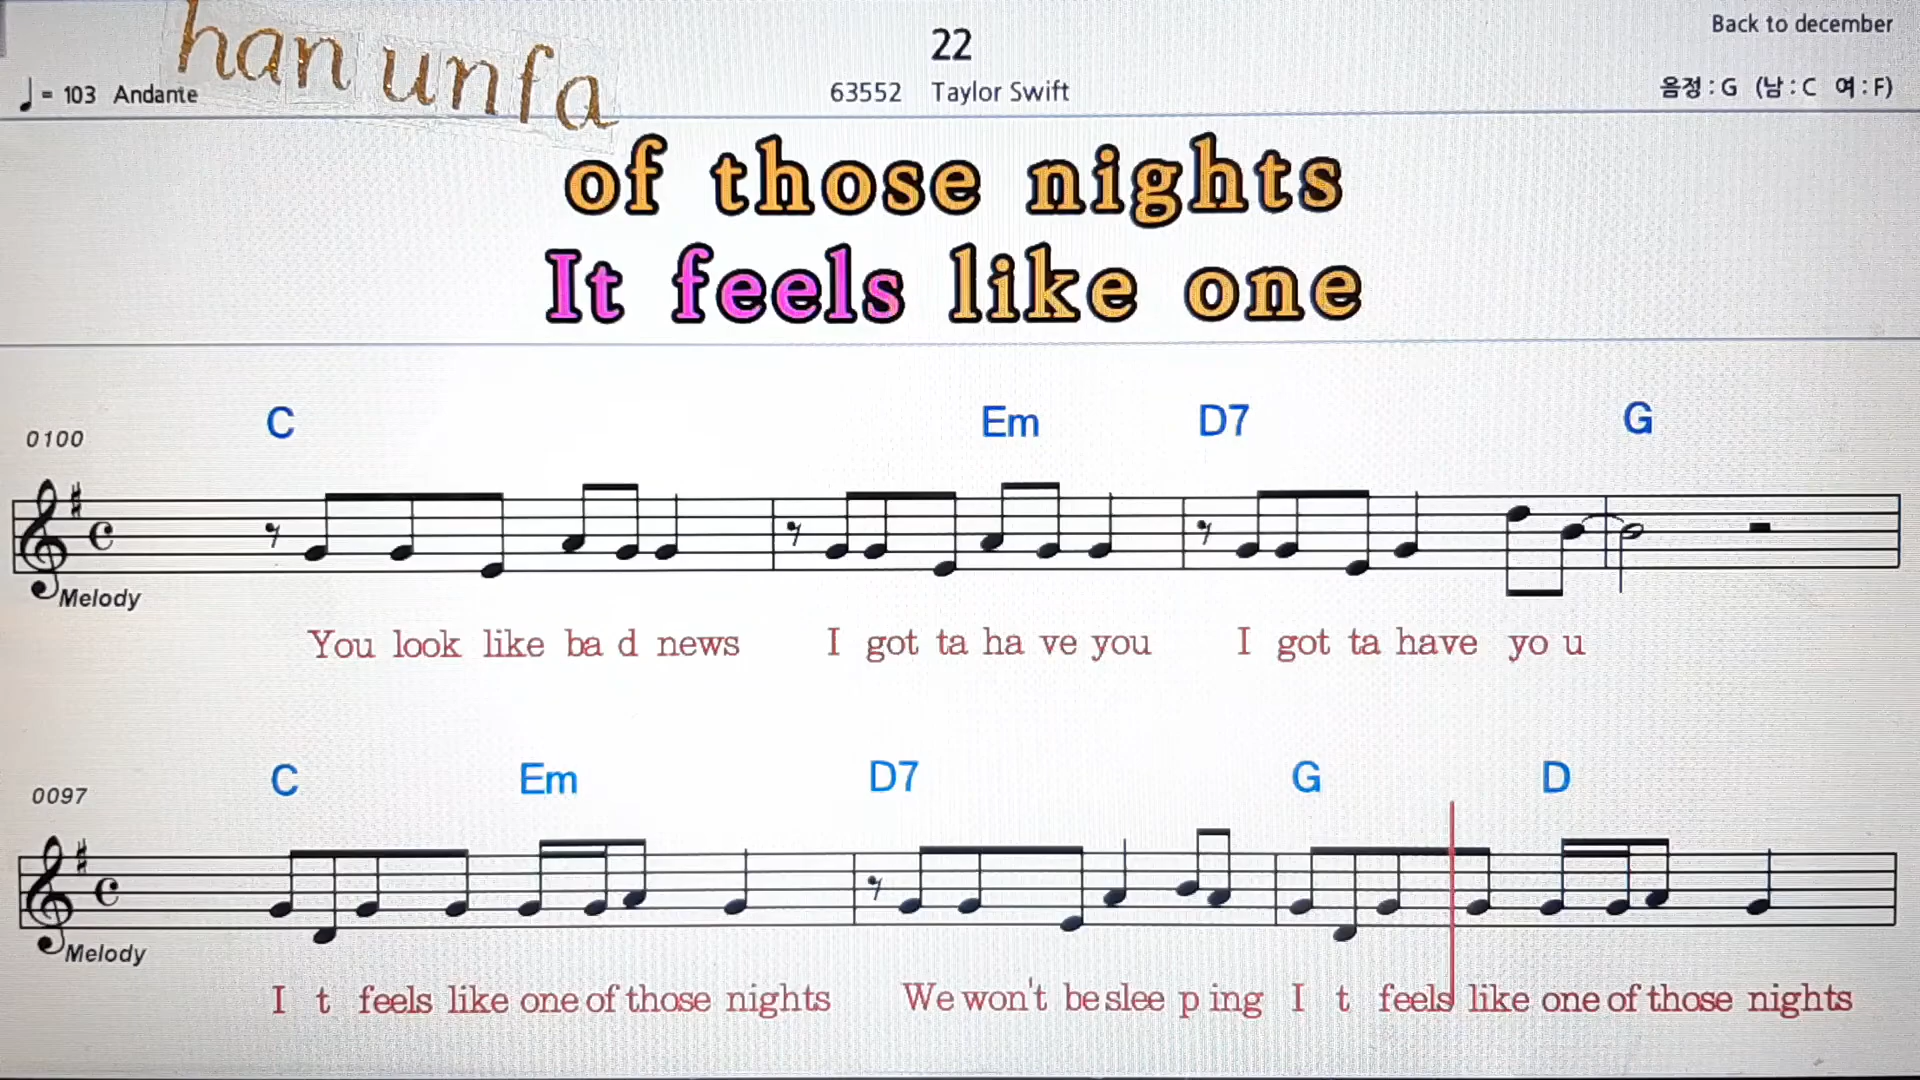 han unfa
22
Back to december
= 103 Andante
63552 Taylor Swift
음정 : G (남 : C 여 : F)
of those nights
It feels like one
C Em D7 G
0100
Melody
You look like ba d news I got ta ha ve you I got ta have yo u
C Em D7 G D
0097
Melody
I t feels like one of those nights We won't be slee p ing I t feels like one of those nights